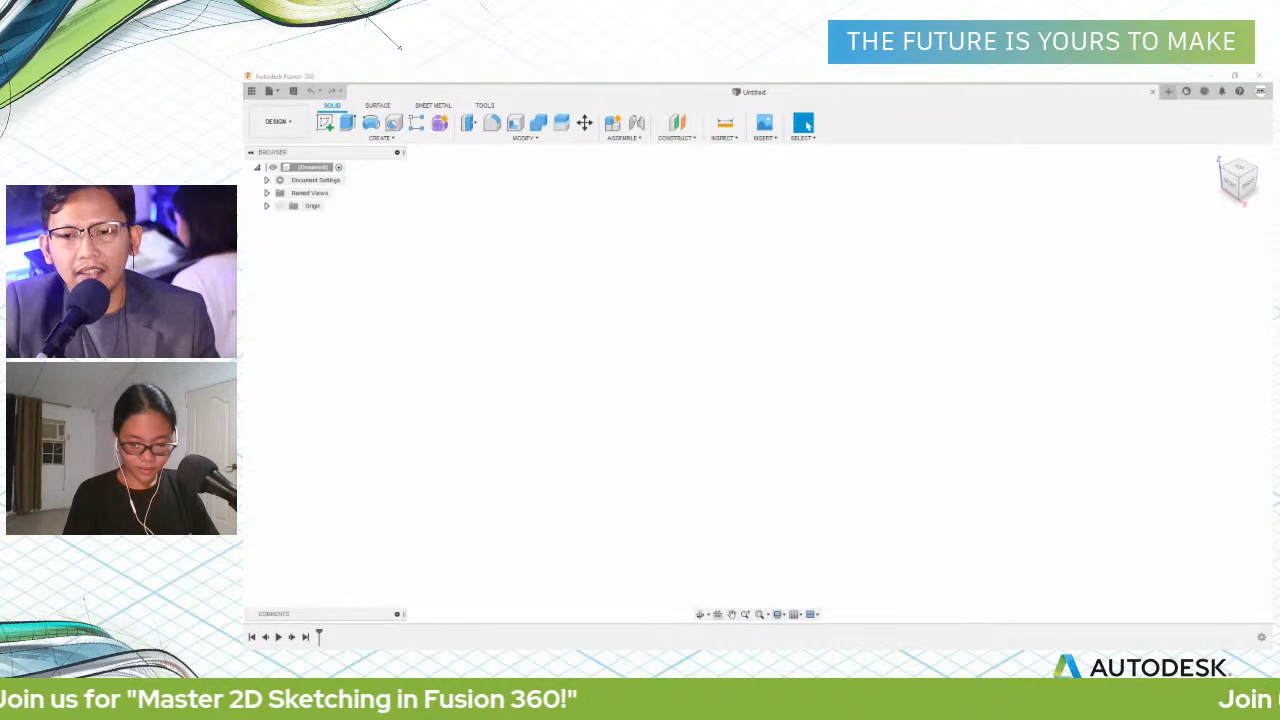 THE FUTURE IS YOURS TO MAKE
Autodesk Fusion 360
Untitled
SOLID
SURFACE
SHEET METAL
TOOLS
DESIGN
CREATE
MODIFY
ASSEMBLE
CONSTRUCT
INSPECT
INSERT
SELECT
BROWSER
(Unsaved)
Document Settings
Named Views
Origin
Z
TOP
X
COMMENTS
AUTODESK
Join us for "Master 2D Sketching in Fusion 360!"
Join